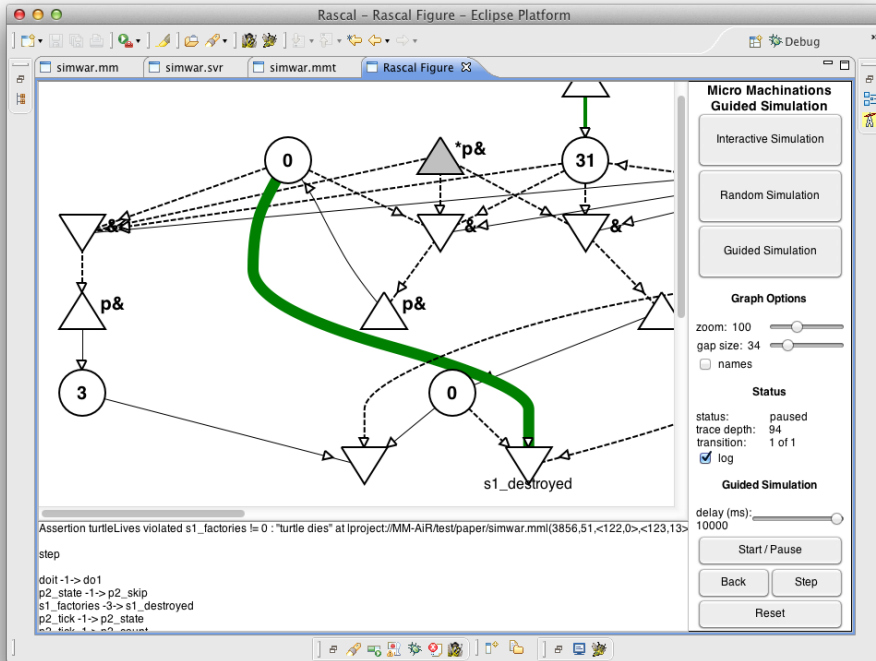 Rascal – Rascal Figure – Eclipse Platform
Debug
simwar.mm
simwar.svr
simwar.mmt
Rascal Figure
Micro Machinations
Guided Simulation
Interactive Simulation
Random Simulation
Guided Simulation
Graph Options
zoom: 100
gap size: 34
names
Status
status: paused
trace depth: 94
transition: 1 of 1
log
Guided Simulation
delay (ms):
10000
Start / Pause
Back
Step
Reset
0
*p&
31
&
&
p&
p&
3
0
s1_destroyed
Assertion turtleLives violated s1_factories != 0 : "turtle dies" at lproject://MM-AiR/test/paper/simwar.mml(3856,51,<122,0>,<123,13>
step
doit -1-> do1
p2_state -1-> p2_skip
s1_factories -3-> s1_destroyed
p2_tick -1-> p2_state